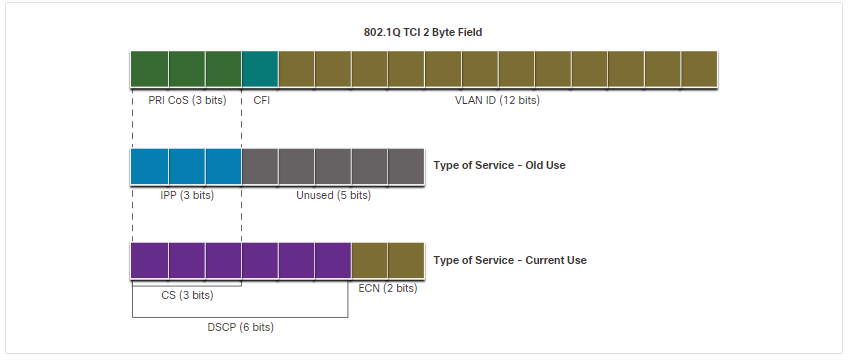 802.1Q TCI 2 Byte Field
PRI CoS (3 bits)
CFI
VLAN ID (12 bits)
Type of Service – Old Use
IPP (3 bits)
Unused (5 bits)
Type of Service – Current Use
CS (3 bits)
ECN (2 bits)
DSCP (6 bits)